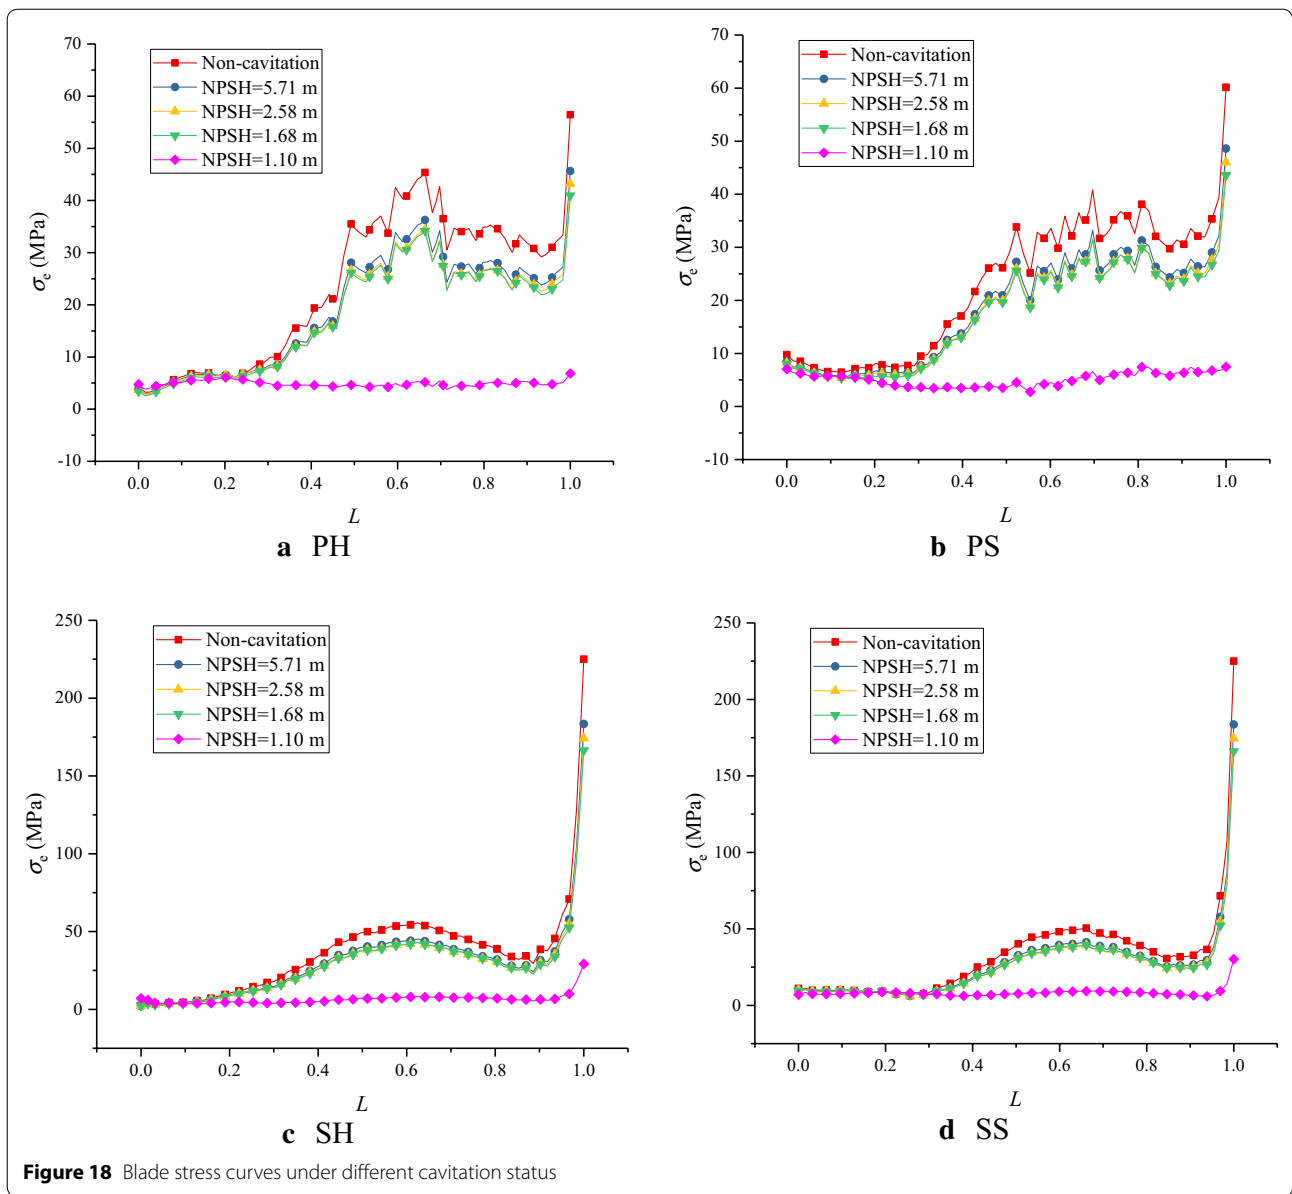 70
60
50
40
30
20
10
0
-10
σe (MPa)
Non-cavitation
NPSH=5.71 m
NPSH=2.58 m
NPSH=1.68 m
NPSH=1.10 m
0.0 0.2 0.4 0.6 0.8 1.0
L
a PH
70
60
50
40
30
20
10
0
-10
σe (MPa)
Non-cavitation
NPSH=5.71 m
NPSH=2.58 m
NPSH=1.68 m
NPSH=1.10 m
0.0 0.2 0.4 0.6 0.8 1.0
L
b PS
250
200
150
100
50
0
σe (MPa)
Non-cavitation
NPSH=5.71 m
NPSH=2.58 m
NPSH=1.68 m
NPSH=1.10 m
0.0 0.2 0.4 0.6 0.8 1.0
L
c SH
250
200
150
100
50
0
σe (MPa)
Non-cavitation
NPSH=5.71 m
NPSH=2.58 m
NPSH=1.68 m
NPSH=1.10 m
0.0 0.2 0.4 0.6 0.8 1.0
L
d SS
Figure 18 Blade stress curves under different cavitation status